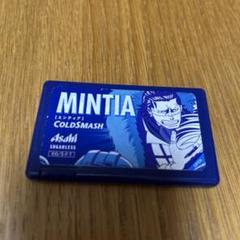 MINTIA
[ミンティア]
COLDSMASH
Asahi
SUGARLESS